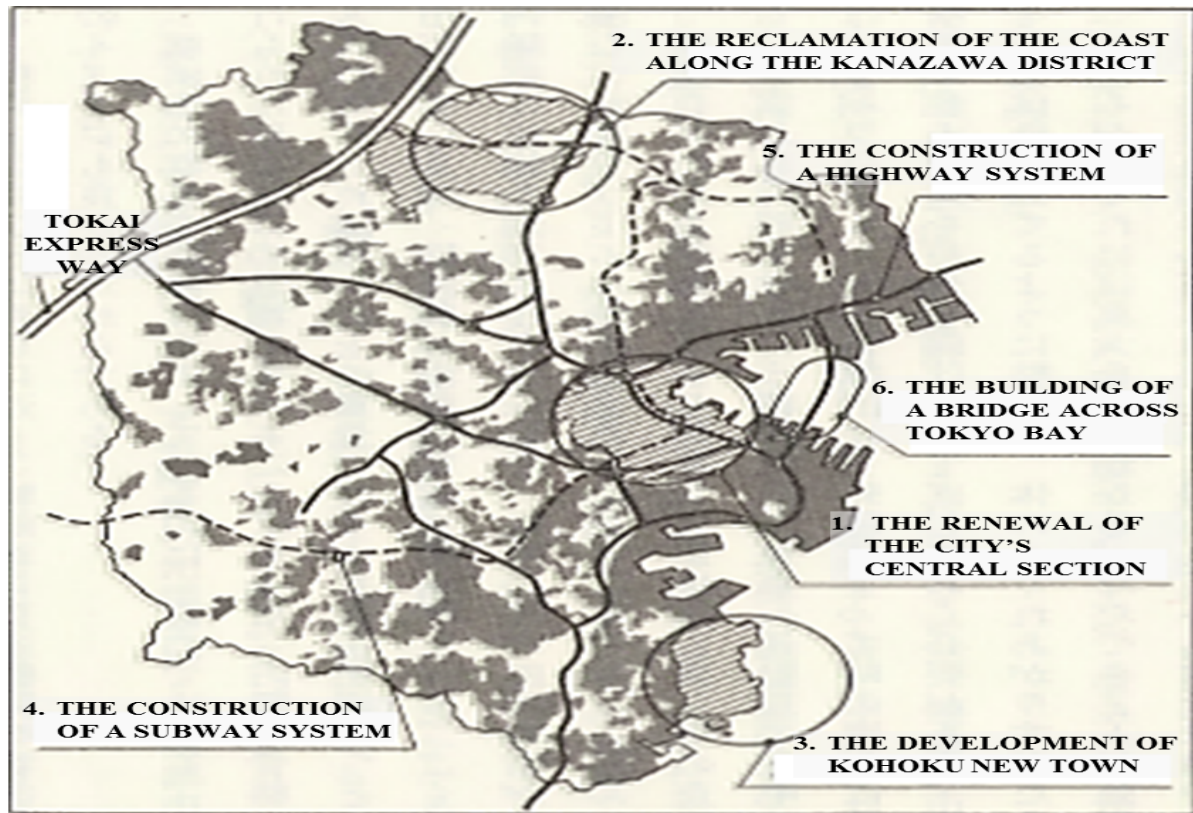 2. THE RECLAMATION OF THE COAST
ALONG THE KANAZAWA DISTRICT
5. THE CONSTRUCTION OF
A HIGHWAY SYSTEM
TOKAI
EXPRESS
WAY
6. THE BUILDING OF
A BRIDGE ACROSS
TOKYO BAY
1. THE RENEWAL OF
THE CITY'S
CENTRAL SECTION
4. THE CONSTRUCTION
OF A SUBWAY SYSTEM
3. THE DEVELOPMENT OF
KOHOKU NEW TOWN